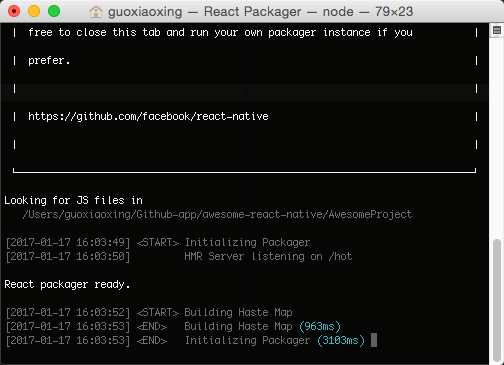 guoxiaoxing — React Packager — node — 79×23
| free to close this tab and run your own packager instance if you |
| prefer. |
| https://github.com/facebook/react-native |
Looking for JS files in
/Users/guoxiaoxing/Github-app/awesome-react-native/AwesomeProject
[2017-01-17 16:03:49] <START> Initializing Packager
[2017-01-17 16:03:50] HMR Server listening on /hot
React packager ready.
[2017-01-17 16:03:52] <START> Building Haste Map
[2017-01-17 16:03:53] <END> Building Haste Map (963ms)
[2017-01-17 16:03:53] <END> Initializing Packager (3103ms)